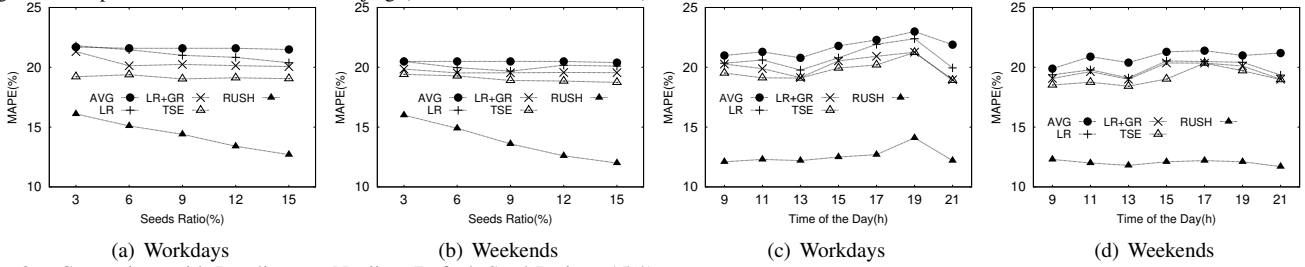 25
20
15
10
MAPE(%)
AVG LR+GR RUSH
LR TSE
3 6 9 12 15
Seeds Ratio(%)
(a) Workdays
25
20
15
10
MAPE(%)
AVG LR+GR RUSH
LR TSE
3 6 9 12 15
Seeds Ratio(%)
(b) Weekends
25
20
15
10
MAPE(%)
AVG LR+GR RUSH
LR TSE
9 11 13 15 17 19 21
Time of the Day(h)
(c) Workdays
25
20
15
10
MAPE(%)
AVG LR+GR RUSH
LR TSE
9 11 13 15 17 19 21
Time of the Day(h)
(d) Weekends